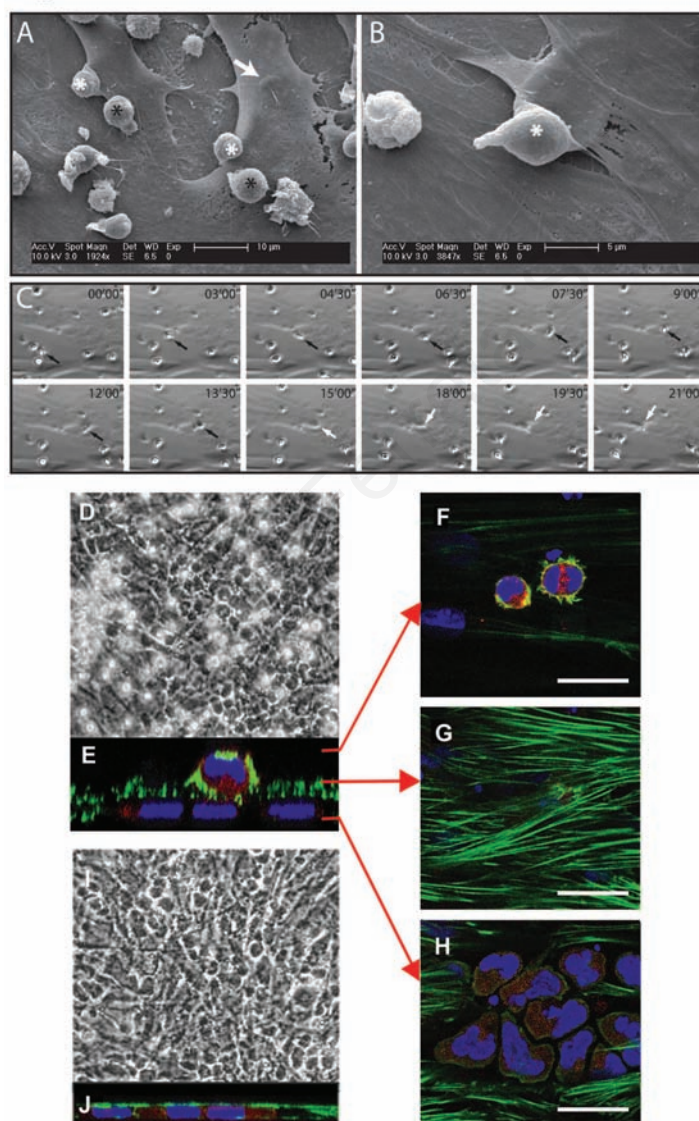 A
B
Acc.V Spot Magn Det WD Exp
10.0 kV 3.0 1924x SE 6.5 0
10 µm
Acc.V Spot Magn Det WD Exp
10.0 kV 3.0 3847x SE 6.5 0
5 µm
C
00'00 03'00 04'30 06'30 07'30 9'00
12'00 13'30 15'00 18'00 19'30 21'00
D
F
E
G
I
H
J